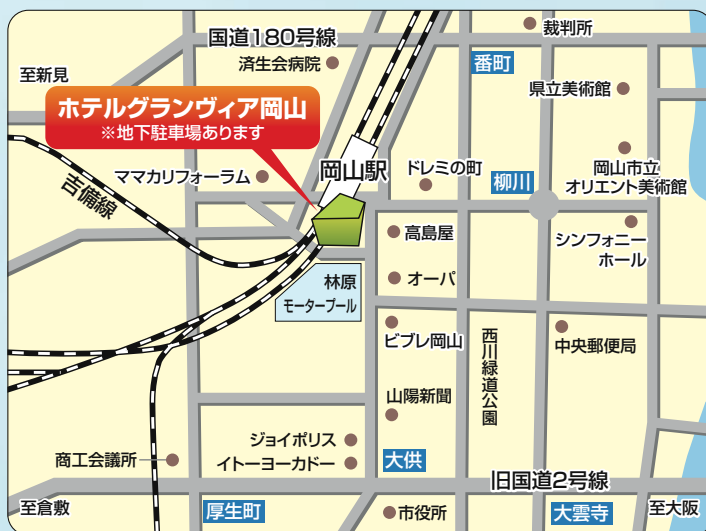 国道180号線
裁判所
至新見
済生会病院
番町
県立美術館
ホテルグランヴィア岡山
※地下駐車場あります
岡山駅
ドレミの町
岡山市立
オリエント美術館
ママカリフォーラム
柳川
吉備線
高島屋
シンフォニー
ホール
林原
モータープール
オーパ
ビブレ岡山
西川緑道公園
中央郵便局
山陽新聞
ジョイポリス
商工会議所
イトーヨーカドー
大供
旧国道2号線
至倉敷
厚生町
市役所
大雲寺
至大阪